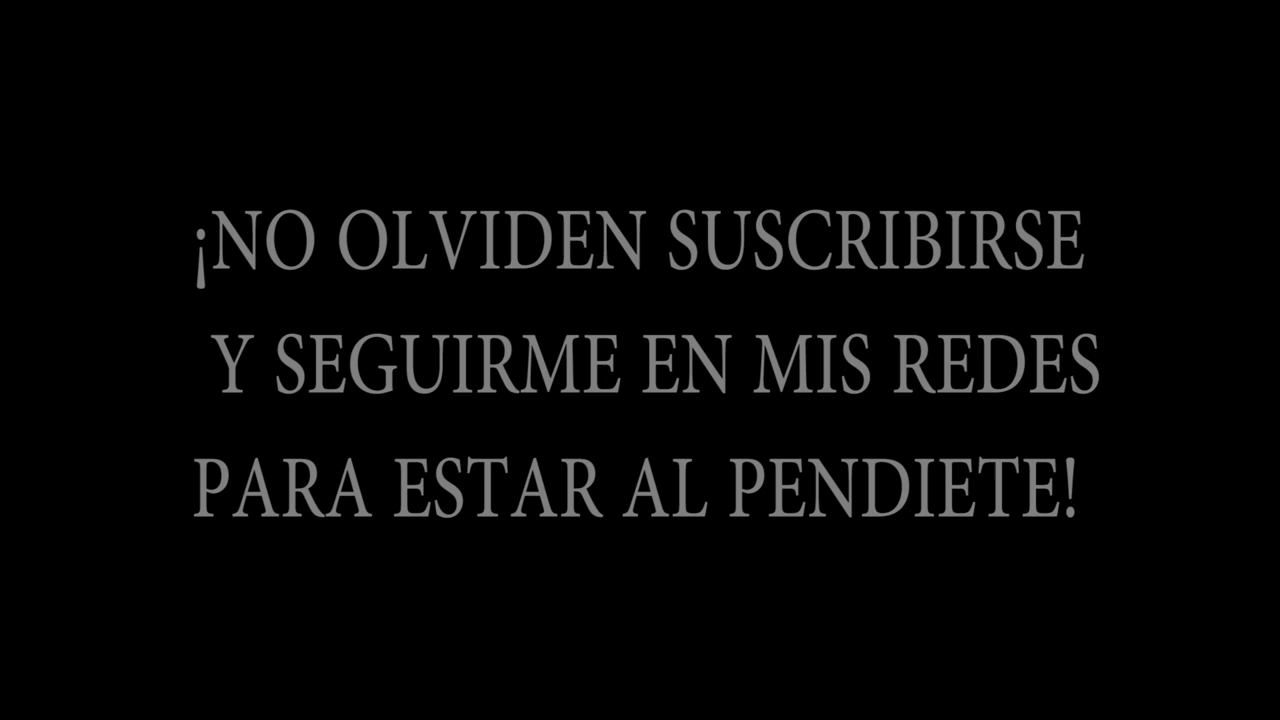 ¡NO OLVIDEN SUSCRIBIRSE
Y SEGUIRME EN MIS REDES
PARA ESTAR AL PENDIETE!